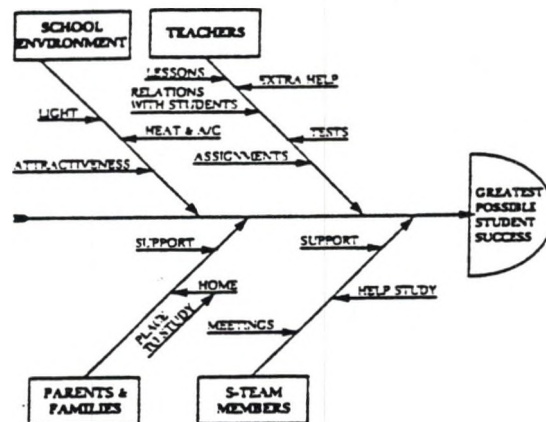 SCHOOL
ENVIRONMENT
TEACHERS
LESSONS
EXTRA HELP
RELATIONS
WITH STUDENTS
LIGHT
HEAT & A/C
TESTS
ATTRACTIVENESS
ASSIGNMENTS
GREATEST
POSSIBLE
STUDENT
SUCCESS
SUPPORT
SUPPORT
HOME
HELP STUDY
PLACE
TO STUDY
MEETINGS
PARENTS &
FAMILIES
S-TEAM
MEMBERS